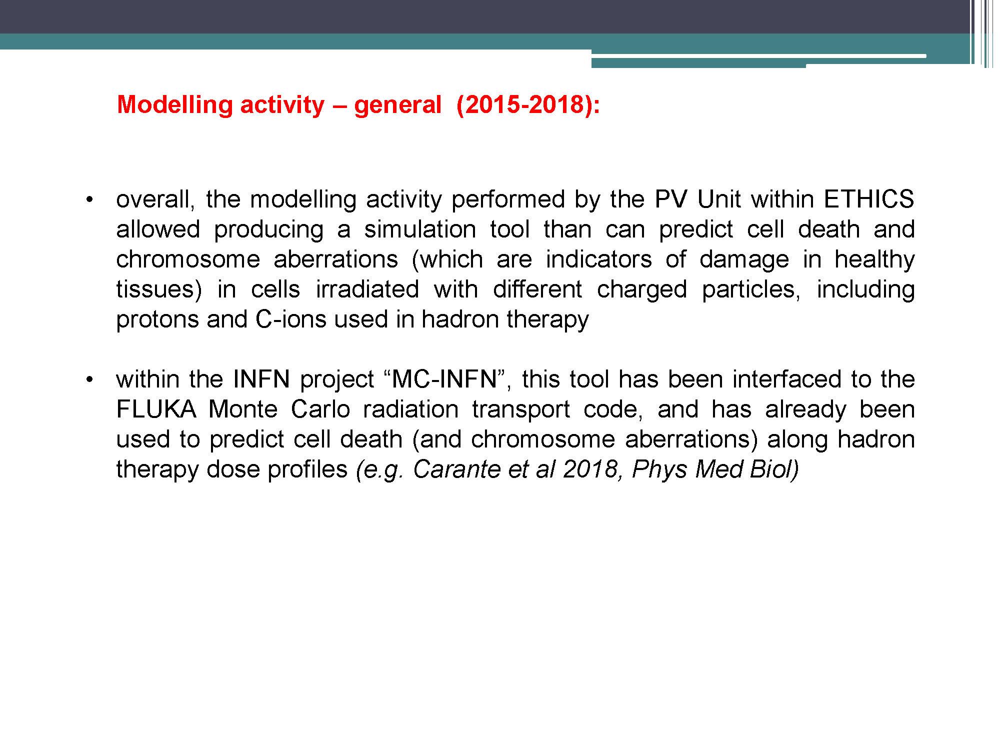 Modelling activity – general (2015-2018):
• overall, the modelling activity performed by the PV Unit within ETHICS
allowed producing a simulation tool than can predict cell death and
chromosome aberrations (which are indicators of damage in healthy
tissues) in cells irradiated with different charged particles, including
protons and C-ions used in hadron therapy
• within the INFN project “MC-INFN”, this tool has been interfaced to the
FLUKA Monte Carlo radiation transport code, and has already been
used to predict cell death (and chromosome aberrations) along hadron
therapy dose profiles (e.g. Carante et al 2018, Phys Med Biol)